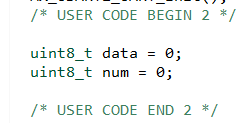 /* USER CODE BEGIN 2 */
uint8_t data = 0;
uint8_t num = 0;
/* USER CODE END 2 */